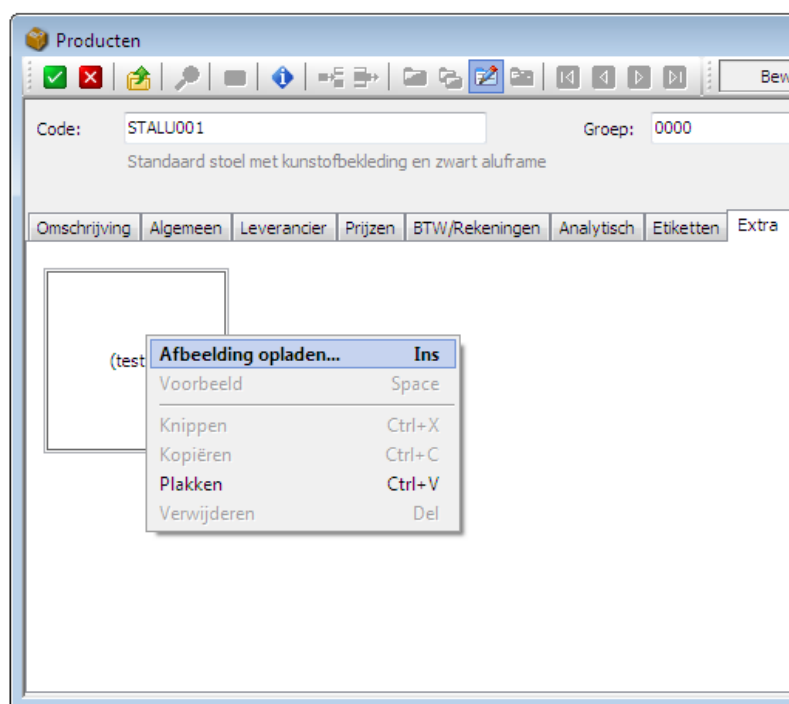 Producten
Bew
Code: STALU001 Groep: 0000
Standaard stoel met kunstofbekleding en zwart aluframe
Omschrijving Algemeen Leverancier Prijzen BTW/Rekeningen Analytisch Etiketten Extra
(test
Afbeelding opladen... Ins
Voorbeeld Space
Knippen Ctrl+X
Kopiëren Ctrl+C
Plakken Ctrl+V
Verwijderen Del